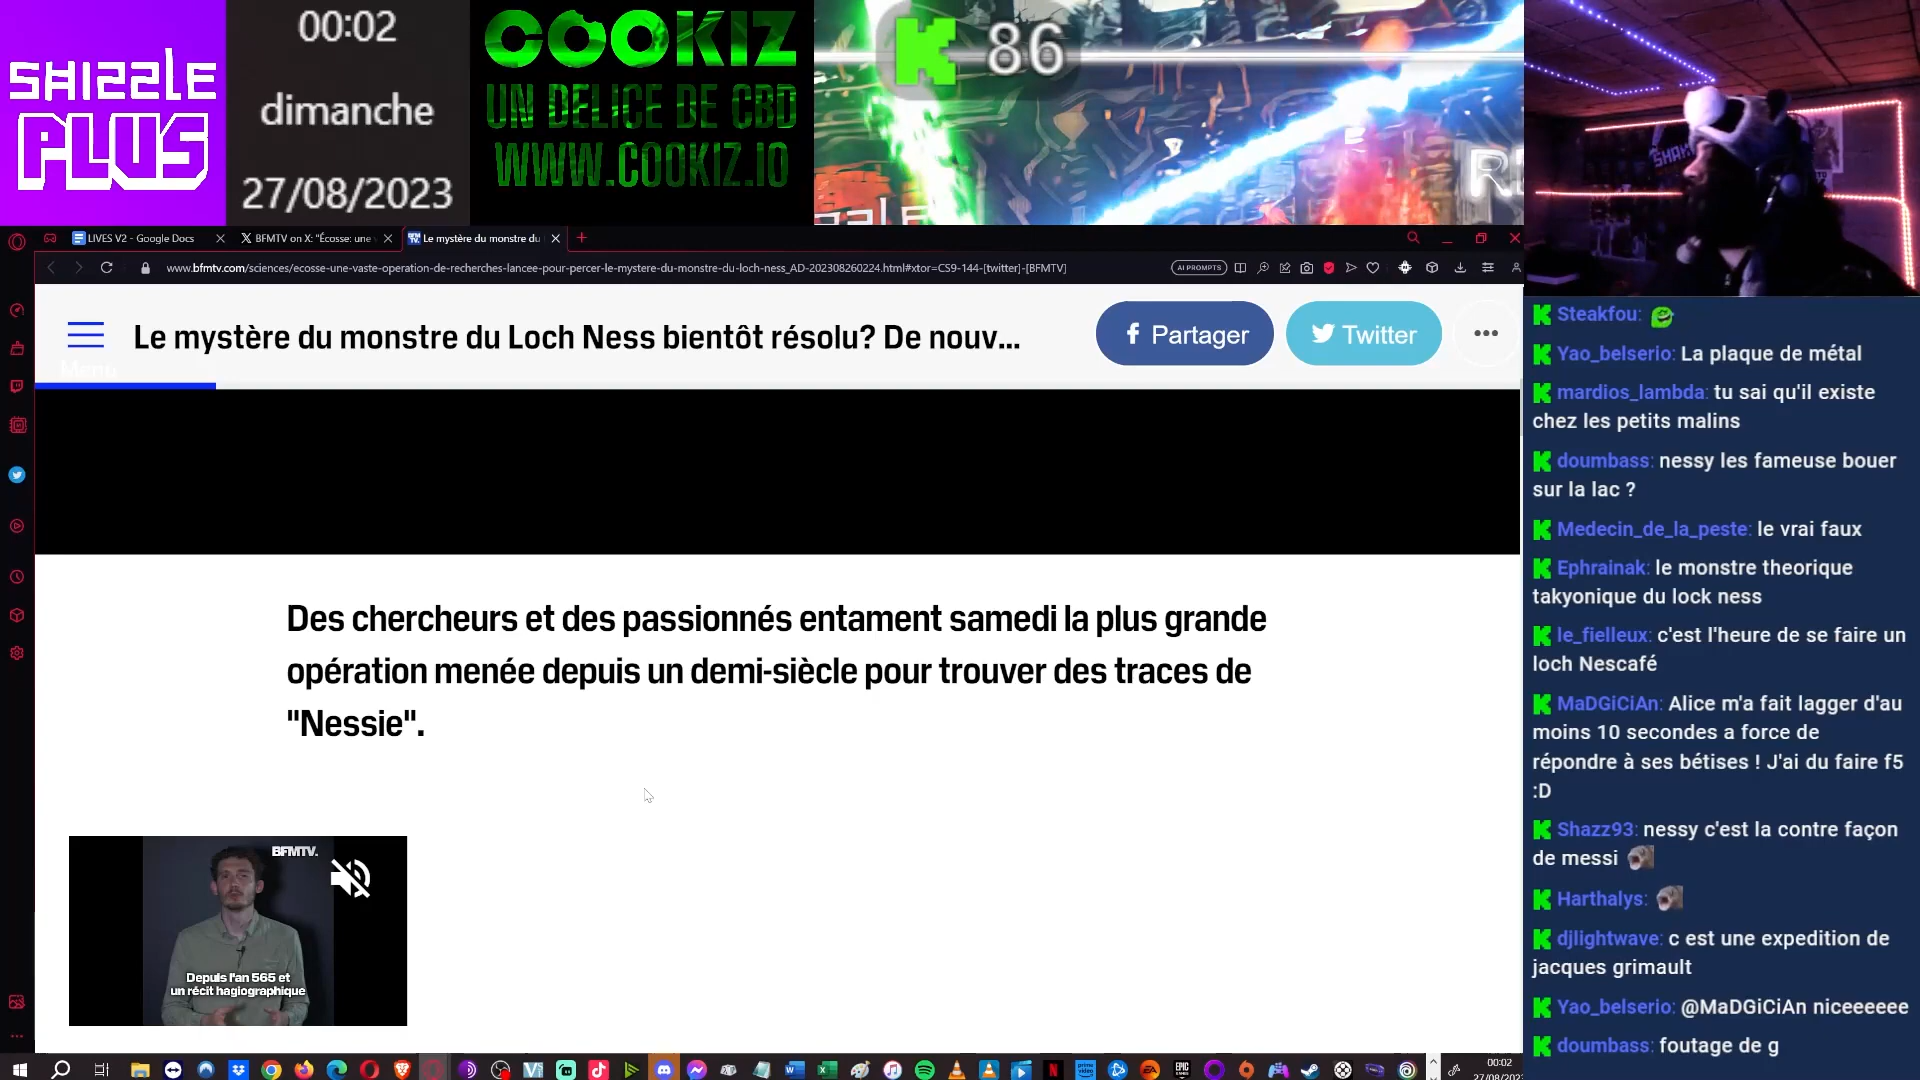 SHIZZLE
PLUS
00:02
dimanche
27/08/2023
COOKIZ
UN DELICE DE CBD
WWW.COOKIZ.IO
86
LIVES V2 - Google Docs
BFMTV on X: "Écosse: une v
Le mystère du monstre du
www.bfmtv.com/sciences/ecosse-une-vaste-operation-de-recherches-lancee-pour-percer-le-mystere-du-monstre-du-loch-ness_AD-202308260224.html#xtor=CS9-144-[twitter]-[BFMTV]
AI PROMPTS
Menu
Le mystère du monstre du Loch Ness bientôt résolu? De nouv...
Partager
Twitter
Des chercheurs et des passionnés entament samedi la plus grande
opération menée depuis un demi-siècle pour trouver des traces de
"Nessie".
BFMTV.
Depuis l'an 565 et
un récit hagiographique
Steakfou:
Yao_belserio: La plaque de métal
mardios_lambda: tu sai qu'il existe
chez les petits malins
doumbass: nessy les fameuse bouer
sur la lac ?
Medecin_de_la_peste: le vrai faux
Ephrainak: le monstre theorique
takyonique du lock ness
le_fielleux: c'est l'heure de se faire un
loch Nescafé
MaDGiCiAn: Alice m'a fait lagger d'au
moins 10 secondes a force de
répondre à ses bétises ! J'ai du faire f5
:D
Shazz93: nessy c'est la contre façon
de messi
Harthalys:
djlightwave: c est une expedition de
jacques grimault
Yao_belserio: @MaDGiCiAn niceeeeee
doumbass: foutage de g
00:02
27/08/2023